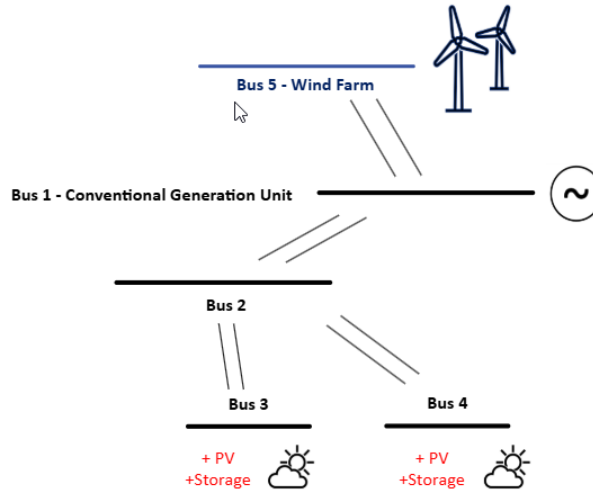 Bus 5 - Wind Farm
Bus 1 - Conventional Generation Unit
~
Bus 2
Bus 3
Bus 4
+ PV
+Storage
+ PV
+Storage